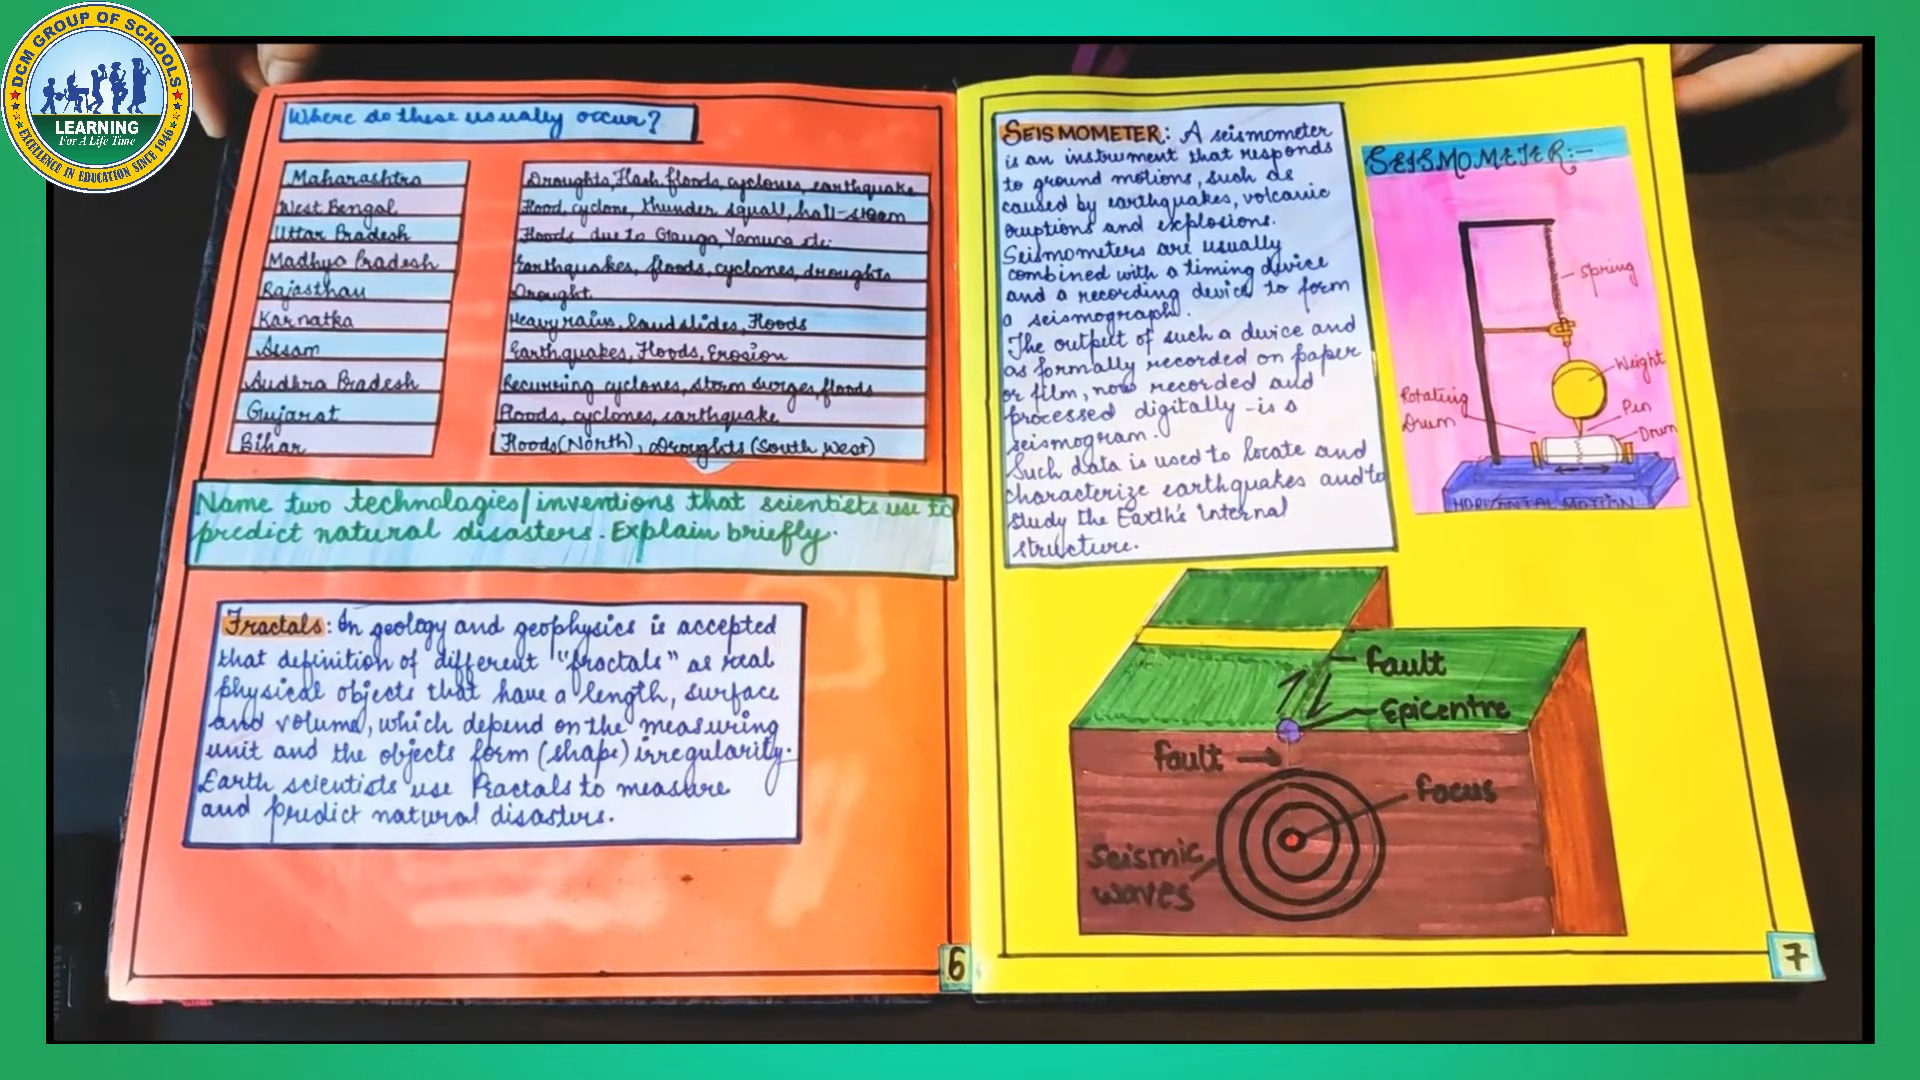 DCM GROUP OF SCHOOLS
LEARNING
For A Life Time
EXCELLENCE IN EDUCATION SINCE 1946
Where do these usually occur?
Maharashtra
Droughts, Flash floods, cyclones, earthquake
West Bengal
Flood, cyclone, thunder squall, hail-storm
Uttar Pradesh
Floods due to Ganga, Yamuna etc.
Madhya Pradesh
Earthquakes, floods, cyclones, droughts
Rajasthan
Drought
Karnatka
Heavy rains, landslides, Floods
Assam
Earthquakes, Floods, Erosion
Andhra Pradesh
Recurring cyclones, storm surges, floods
Gujarat
Floods, cyclones, earthquake
Bihar
Floods (North), Droughts (South, West)
Name two technologies/inventions that scientists use to
predict natural disasters. Explain briefly.
Fractals: In geology and geophysics is accepted
that definition of different "fractals" as real
physical objects that have a length, surface
and volume, which depend on the measuring
unit and the objects form (shape) irregularity.
Earth scientists use Fractals to measure
and predict natural disasters.
6
SEISMOMETER: A seismometer
is an instrument that responds
to ground motions, such as
caused by earthquakes, volcanic
eruptions and explosions.
Seismometers are usually
combined with a timing device
and a recording device to form
a seismograph.
The output of such a device and
as formally recorded on paper
or film, now recorded and
processed digitally - is a
seismogram.
Such data is used to locate and
characterize earthquakes and to
study the Earth's internal
structure.
SEISMOMETER:-
Spring
Weight
Rotating
Drum
Pen
Drum
HORIZONTAL MOTION
Fault
Epicentre
Fault
Focus
Seismic
waves
7